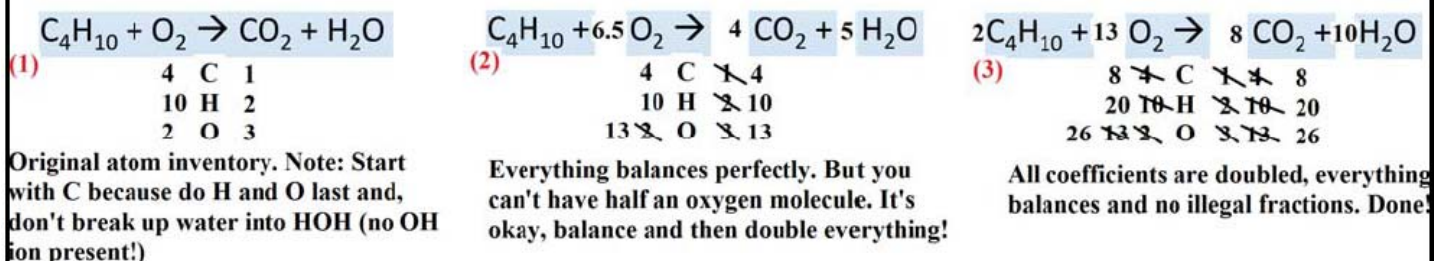 C₄H₁₀ + O₂ → CO₂ + H₂O
(1)
4 C 1
10 H 2
2 O 3
Original atom inventory. Note: Start
with C because do H and O last and,
don't break up water into HOH (no OH
ion present!)
C₄H₁₀ +6.5 O₂ → 4 CO₂ + 5 H₂O
(2)
4 C 1 4
10 H 2 10
13 2 O 3 13
Everything balances perfectly. But you
can't have half an oxygen molecule. It's
okay, balance and then double everything!
2C₄H₁₀ +13 O₂ → 8 CO₂ +10H₂O
(3)
8 4 C 1 4 8
20 10 H 2 10 20
26 13 2 O 3 13 26
All coefficients are doubled, everything
balances and no illegal fractions. Done!